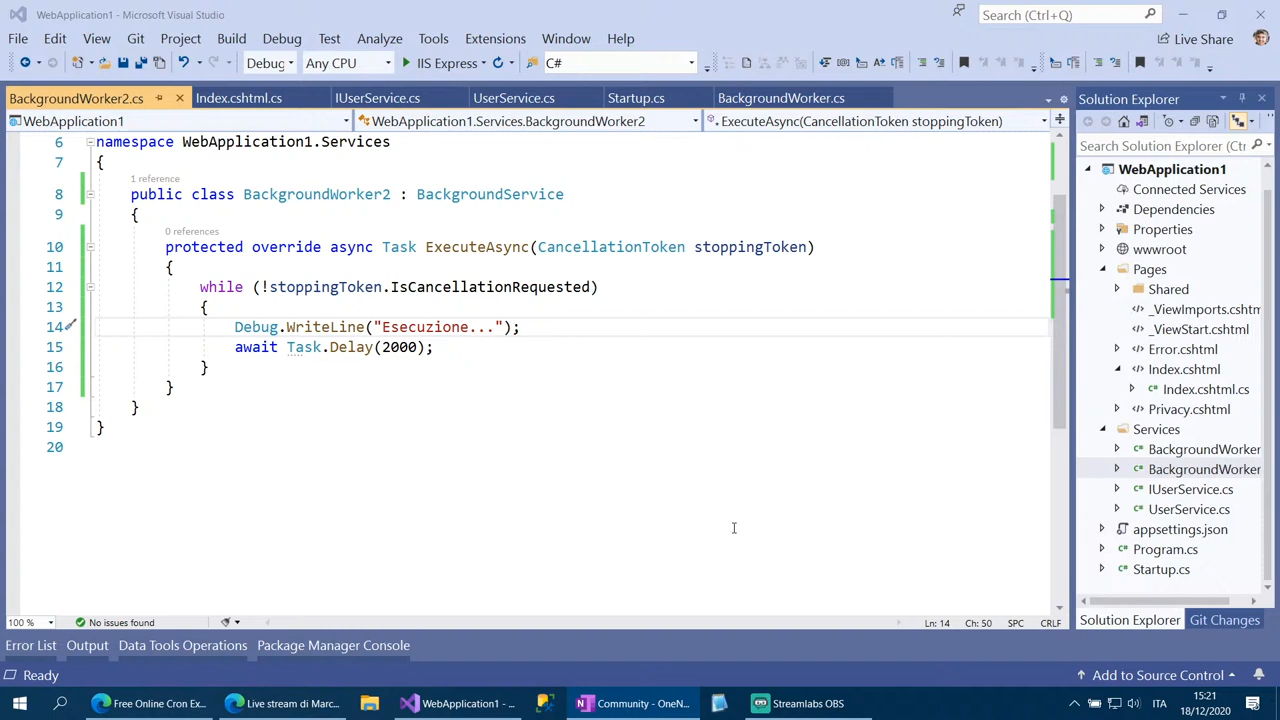 WebApplication1 - Microsoft Visual Studio
Search (Ctrl+Q)
File Edit View Git Project Build Debug Test Analyze Tools Extensions Window Help
Live Share
Debug Any CPU IIS Express C#
BackgroundWorker2.cs Index.cshtml.cs IUserService.cs UserService.cs Startup.cs BackgroundWorker.cs
WebApplication1 WebApplication1.Services.BackgroundWorker2 ExecuteAsync(CancellationToken stoppingToken)
6 namespace WebApplication1.Services
7 {
1 reference
8 public class BackgroundWorker2 : BackgroundService
9 {
0 references
10 protected override async Task ExecuteAsync(CancellationToken stoppingToken)
11 {
12 while (!stoppingToken.IsCancellationRequested)
13 {
14 Debug.WriteLine("Esecuzione...");
15 await Task.Delay(2000);
16 }
17 }
18 }
19 }
20
100 % No issues found Ln: 14 Ch: 50 SPC CRLF
Solution Explorer
Search Solution Explorer (Ctr
WebApplication1
Connected Services
Dependencies
Properties
wwwroot
Pages
Shared
_ViewImports.cshtm
_ViewStart.cshtml
Error.cshtml
Index.cshtml
Index.cshtml.cs
Privacy.cshtml
Services
BackgroundWorker
BackgroundWorker
IUserService.cs
UserService.cs
appsettings.json
Program.cs
Startup.cs
Solution Explorer Git Changes
Error List Output Data Tools Operations Package Manager Console
Ready Add to Source Control
Free Online Cron Ex... Live stream di Marc... WebApplication1 - ... Community - OneN... Streamlabs OBS ITA
15:21
18/12/2020